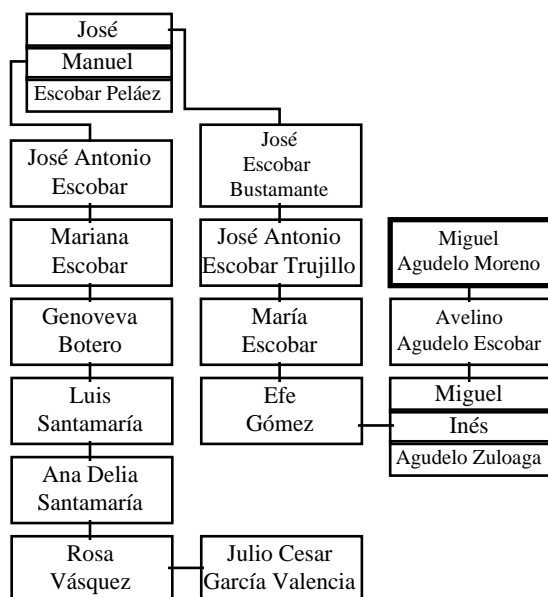 José
Manuel
Escobar Peláez
José Antonio
Escobar
Mariana
Escobar
Genoveva
Botero
Luis
Santamaría
Ana Delia
Santamaría
Rosa
Vásquez
José
Escobar
Bustamante
José Antonio
Escobar Trujillo
María
Escobar
Efe
Gómez
Julio Cesar
García Valencia
Miguel
Agudelo Moreno
Avelino
Agudelo Escobar
Miguel
Inés
Agudelo Zuloaga